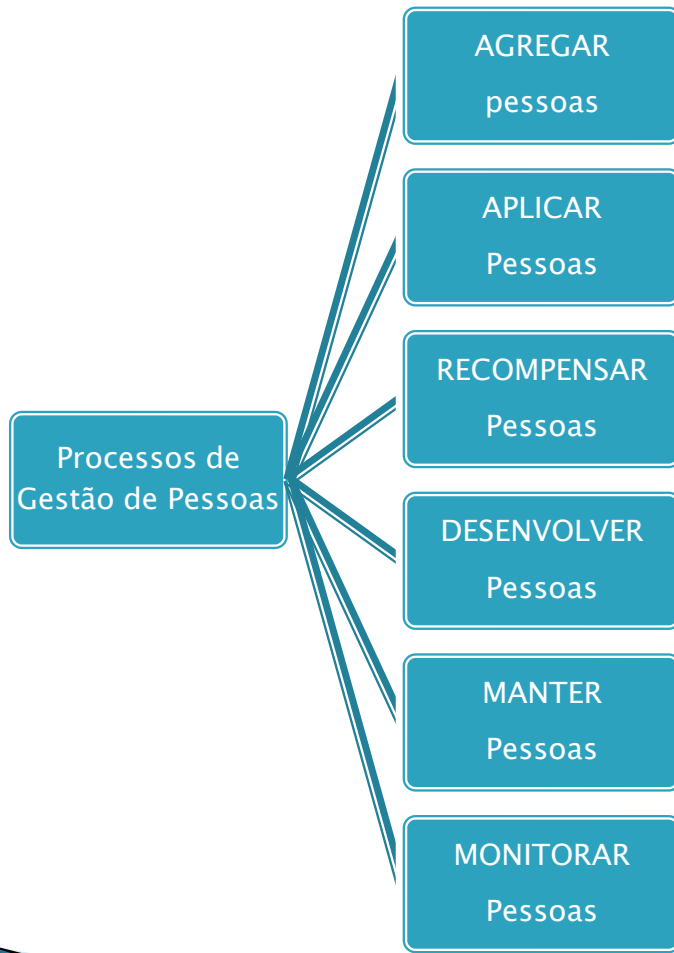 Processos de
Gestão de Pessoas
AGREGAR
pessoas
APLICAR
Pessoas
RECOMPENSAR
Pessoas
DESENVOLVER
Pessoas
MANTER
Pessoas
MONITORAR
Pessoas